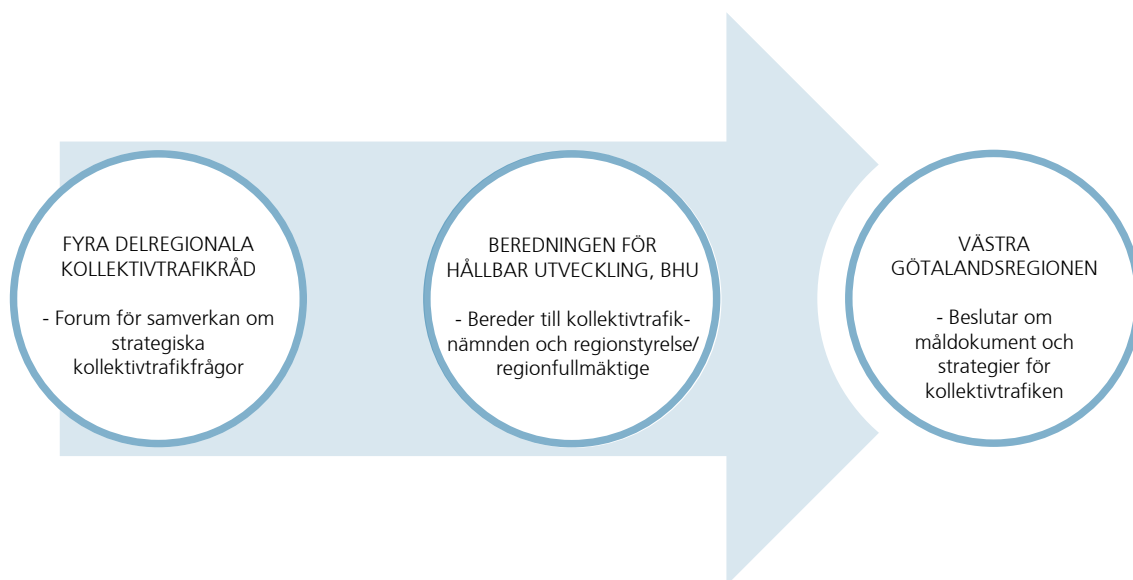 FYRA DELREGIONALA
KOLLEKTIVTRAFIKRÅD
- Forum för samverkan om
strategiska
kollektivtrafikfrågor
BEREDNINGEN FÖR
HÅLLBAR UTVECKLING, BHU
- Bereder till kollektivtrafik-
nämnden och regionstyrelse/
regionfullmäktige
VÄSTRA
GÖTALANDSREGIONEN
- Beslutar om
måldokument och
strategier för
kollektivtrafiken